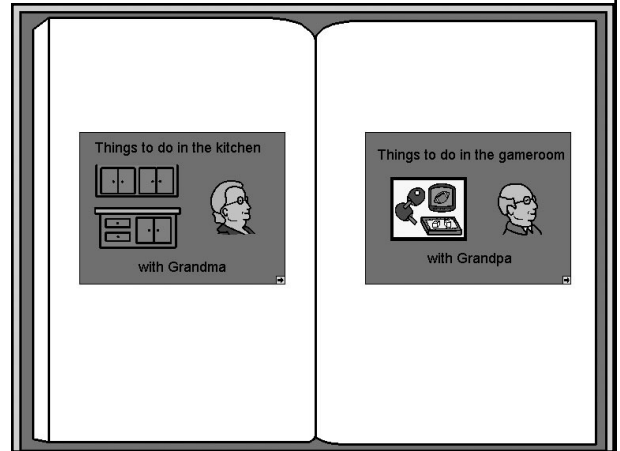 Things to do in the kitchen
with Grandma
Things to do in the gameroom
with Grandpa